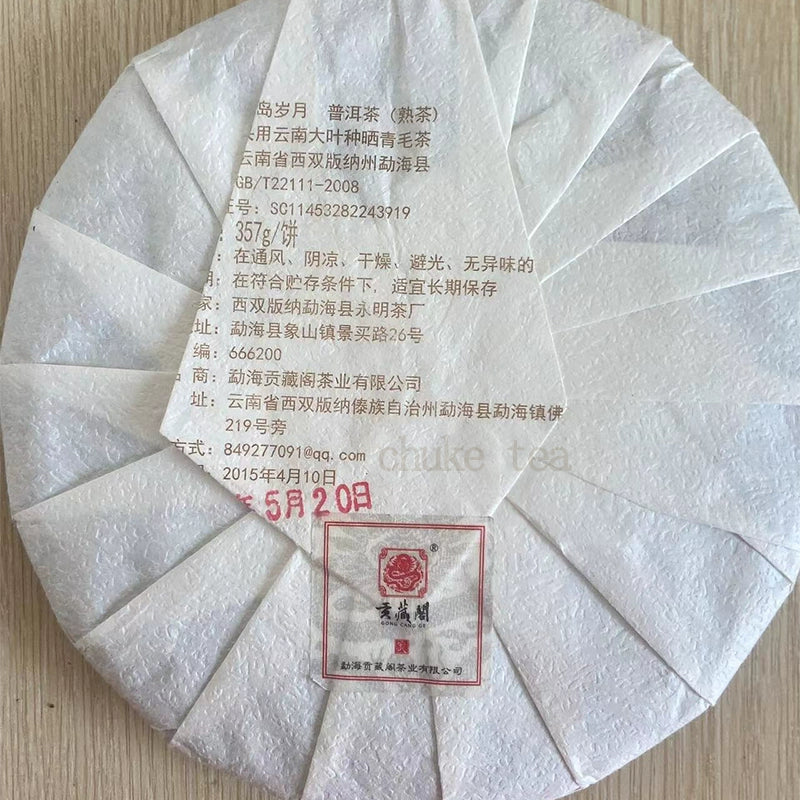 岛岁月 普洱茶（熟茶）
用云南大叶种晒青毛茶
云南省西双版纳州勐海县
GB/T22111-2008
号：SC11453282243919
：357g/饼
：在通风、阴凉、干燥、避光、无异味的
：在符合贮存条件下，适宜长期保存
家：西双版纳勐海县永明茶厂
址：勐海县象山镇景买路26号
编：666200
商：勐海贡藏阁茶业有限公司
址：云南省西双版纳傣族自治州勐海县勐海镇佛
219号旁
方式：849277091@qq.com
：2015年4月10日
5月20日
chuke tea
®
贡藏阁
GONG CANG GE
勐海贡藏阁茶业有限公司